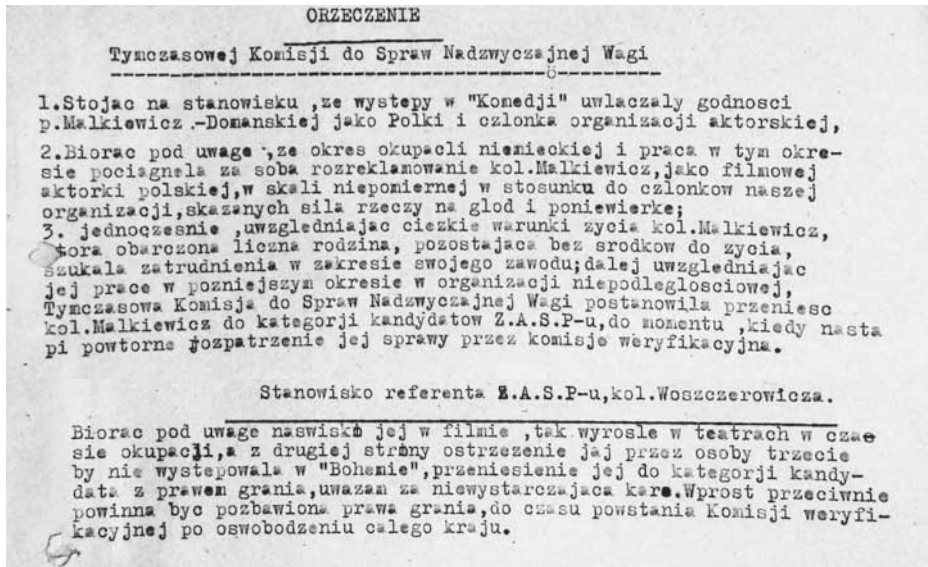 ORZECZENIE
Tymczasowej Komisji do Spraw Nadzwyczajnej Wagi
1.Stojac na stanowisku ,ze wystepy w "Komedji" uwlaczaly godnosci
p.Malkiewicz.-Domanskiej jako Polki i czlonka organizacji aktorskiej,
2.Biorac pod uwage ,ze okres okupacli niemieckiej i praca w tym okre-
sie pociagnela za soba rozreklamowanie kol.Malkiewicz,jako filmowej
aktorki polskiej,w skali niepomiernej w stosunku do czlonkow naszej
organizacji,skazanych sila rzeczy na glod i poniewierke;
3. jednoqzesnie ,uwzgledniajac ciezkie warunki zycia kol.Malkiewicz,
tora obarczona liczna rodzina, pozostajaca bez srodkow do zycia,
szukala zatrudnienia w zakresie swojego zawodu;dalej uwzgledniajac
jej prace w pozniejszym okresie w organizacji niepodleglosciowej,
Tymczasowa Komisja do Spraw Nadzwyczajnej Wagi postanowila przeniesc
kol.Malkiewicz do kategorji kandydatow Z.A.S.P-u,do momentu ,kiedy nasta
pi powtorne rozpatrzenie jej sprawy przez komisje weryfikacyjna.
Stanowisko referenta Z.A.S.P-u,kol.Woszczerowicza.
Biorac pod uwage naswisko jej w filmie ,tak wyrosle w teatrach w czae
sie okupacji,a z drugiej strony ostrzezenie jaj przez osoby trzecie
by nie wystepowala w "Bohemie",przeniesienie jej do kategorji kandy-
data z prawem grania,uwazam za niewystarczajaca kare.Wprost przeciwnie
powinna byc pozbawiona prawa grania,do czasu powstania Komisji weryfi-
kacyjnej po oswobodzeniu calego kraju.